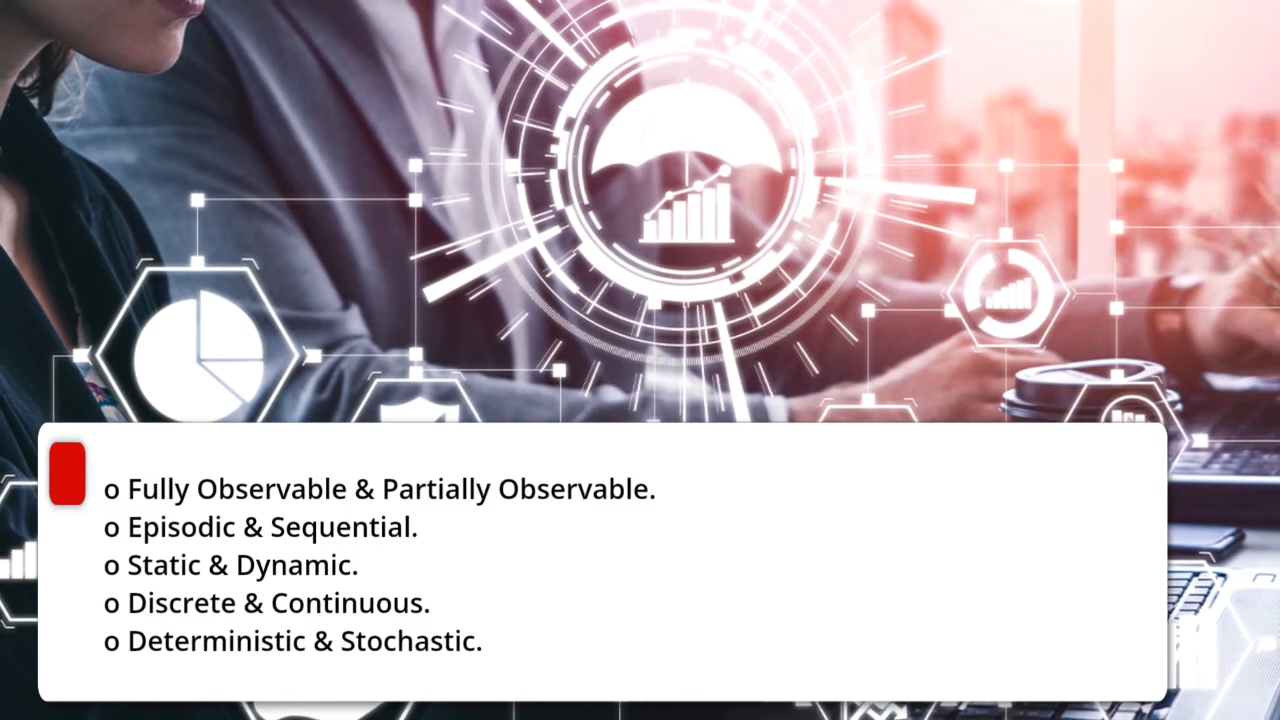 o Fully Observable & Partially Observable.
o Episodic & Sequential.
o Static & Dynamic.
o Discrete & Continuous.
o Deterministic & Stochastic.